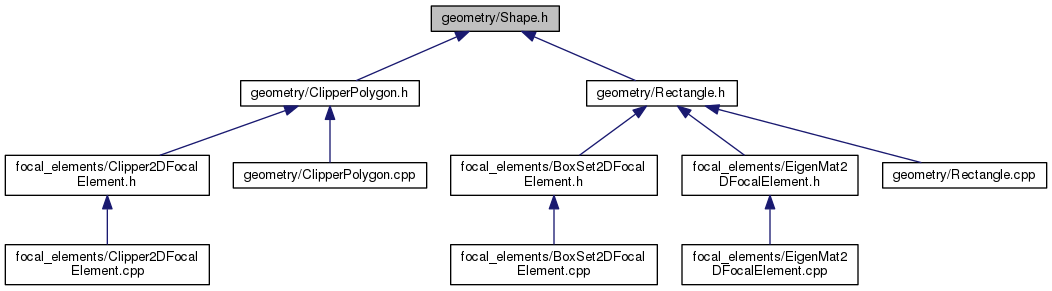 geometry/Shape.h
geometry/ClipperPolygon.h
geometry/Rectangle.h
focal_elements/Clipper2DFocal
Element.h
geometry/ClipperPolygon.cpp
focal_elements/BoxSet2DFocal
Element.h
focal_elements/EigenMat2
DFocalElement.h
geometry/Rectangle.cpp
focal_elements/Clipper2DFocal
Element.cpp
focal_elements/BoxSet2DFocal
Element.cpp
focal_elements/EigenMat2
DFocalElement.cpp